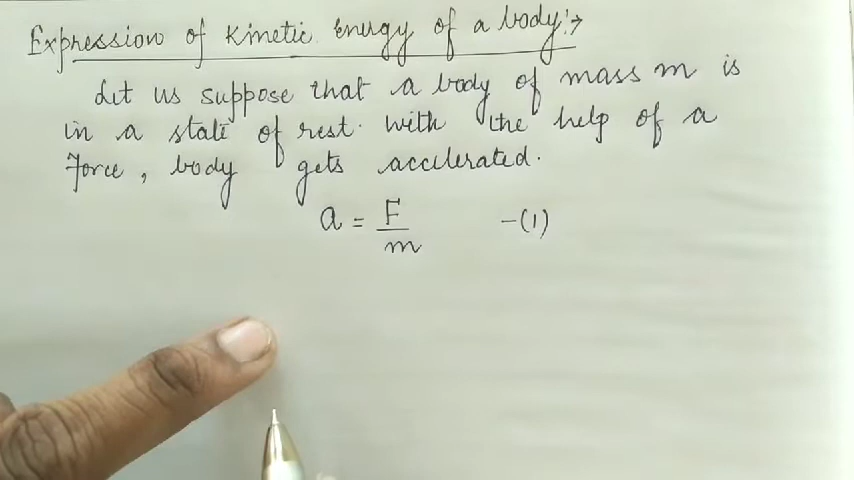 Expression of Kinetic Energy of a body:→
Let us suppose that a body of mass m is
in a state of rest. With the help of a
force, body gets accelerated.
a = F/m -(1)